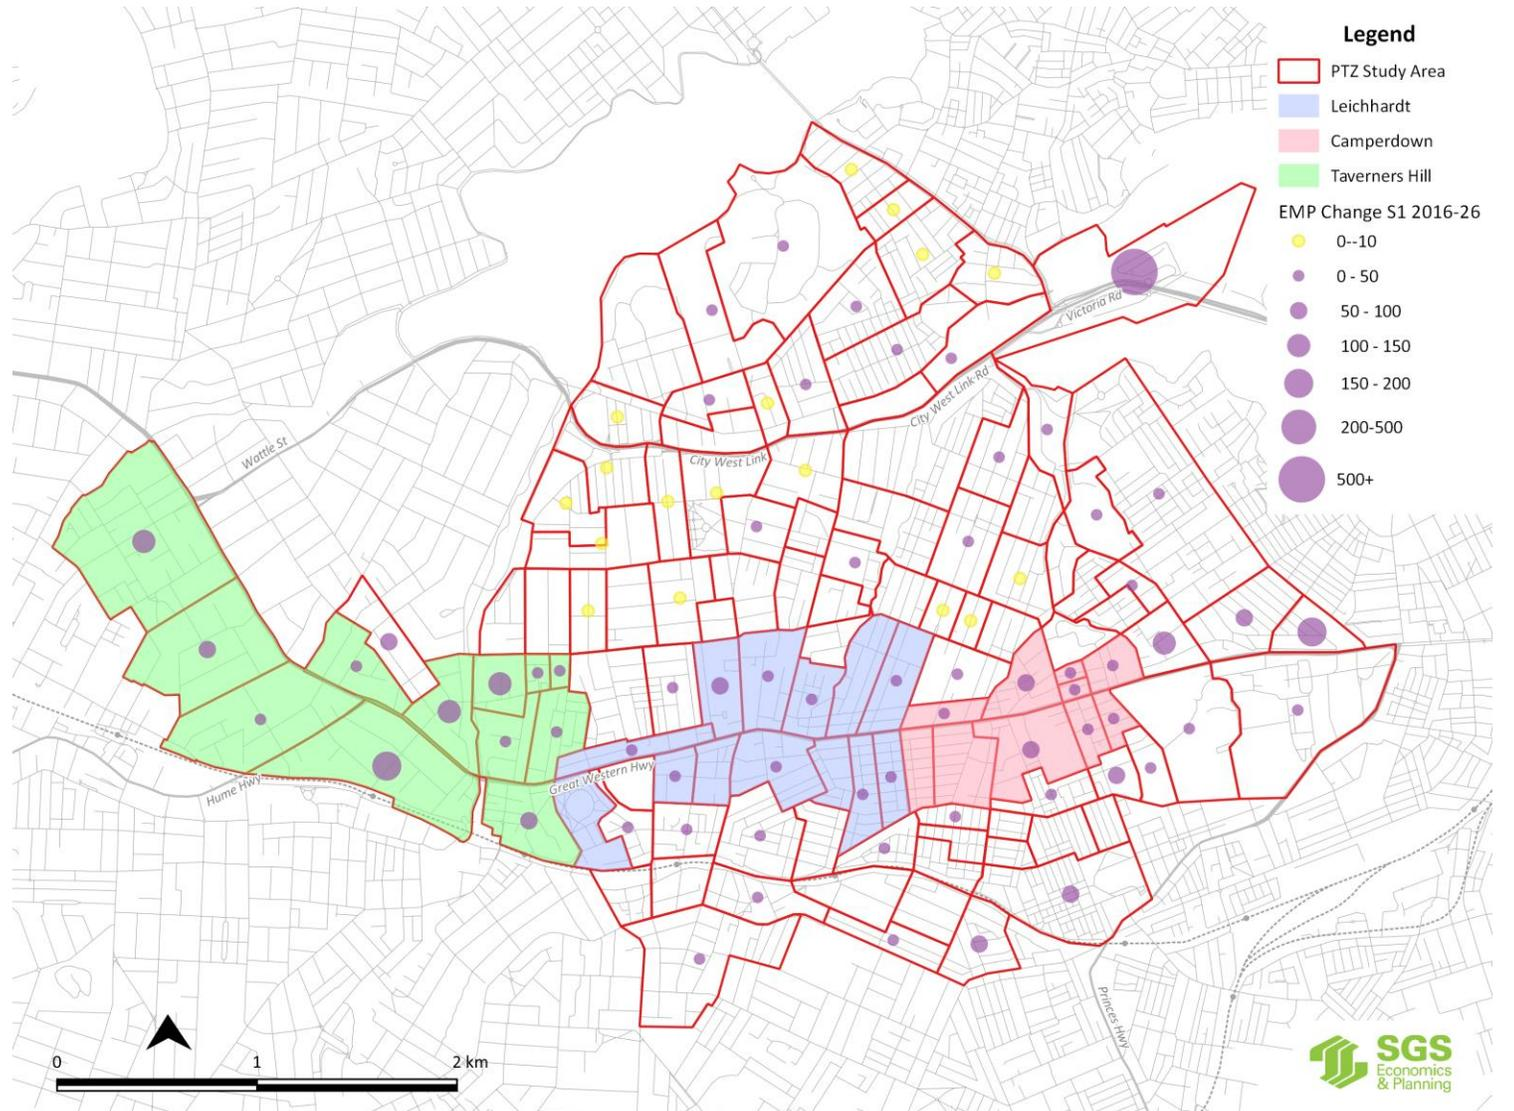 Legend
PTZ Study Area
Leichhardt
Camperdown
Taverners Hill
EMP Change S1 2016-26
0--10
0 - 50
50 - 100
100 - 150
150 - 200
200-500
500+
Victoria Rd
City West Link Rd
City West Link
Wattle St
Great Western Hwy
Hume Hwy
Princes Hwy
0 1 2 km
SGS
Economics
& Planning